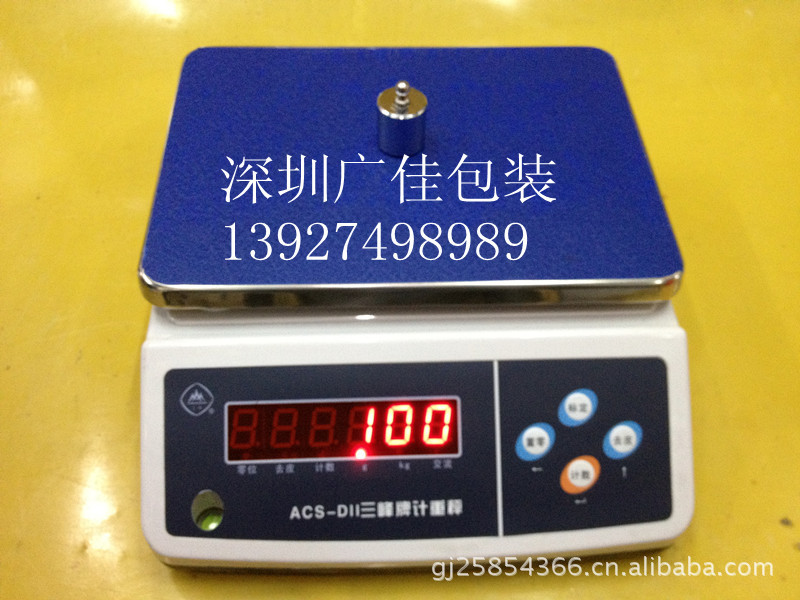 深圳广佳包装
13927498989
100
零位 去皮 计数 g kg 交流
标定
置零
去皮
计数
ACS-DII三峰牌计重秤
gj25854366.cn.alibaba.com